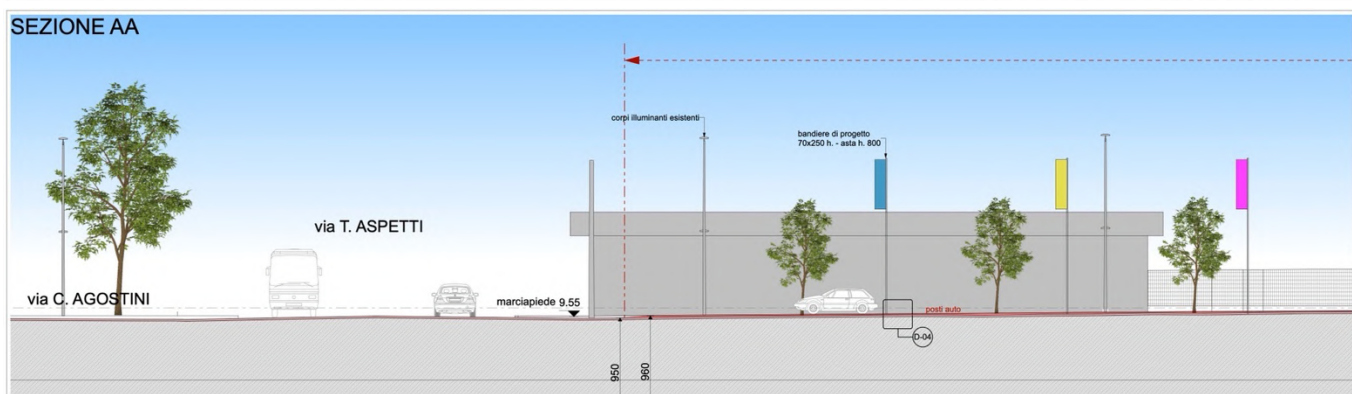 SEZIONE AA
corpi illuminanti esistenti
bandiere di progetto
70x250 h. - asta h. 800
via T. ASPETTI
via C. AGOSTINI
marciapiede 9.55
posti auto
D-04
950
960